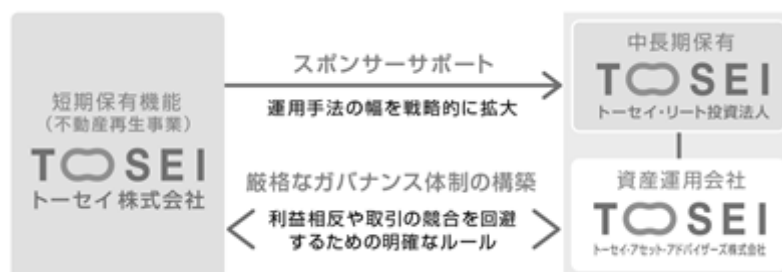 短期保有機能
(不動産再生事業)
TOSEI
トーセイ株式会社
スポンサーサポート
運用手法の幅を戦略的に拡大
厳格なガバナンス体制の構築
利益相反や取引の競合を回避
するための明確なルール
中長期保有
TOSEI
トーセイ・リート投資法人
資産運用会社
TOSEI
トーセイ・アセット・アドバイザーズ株式会社